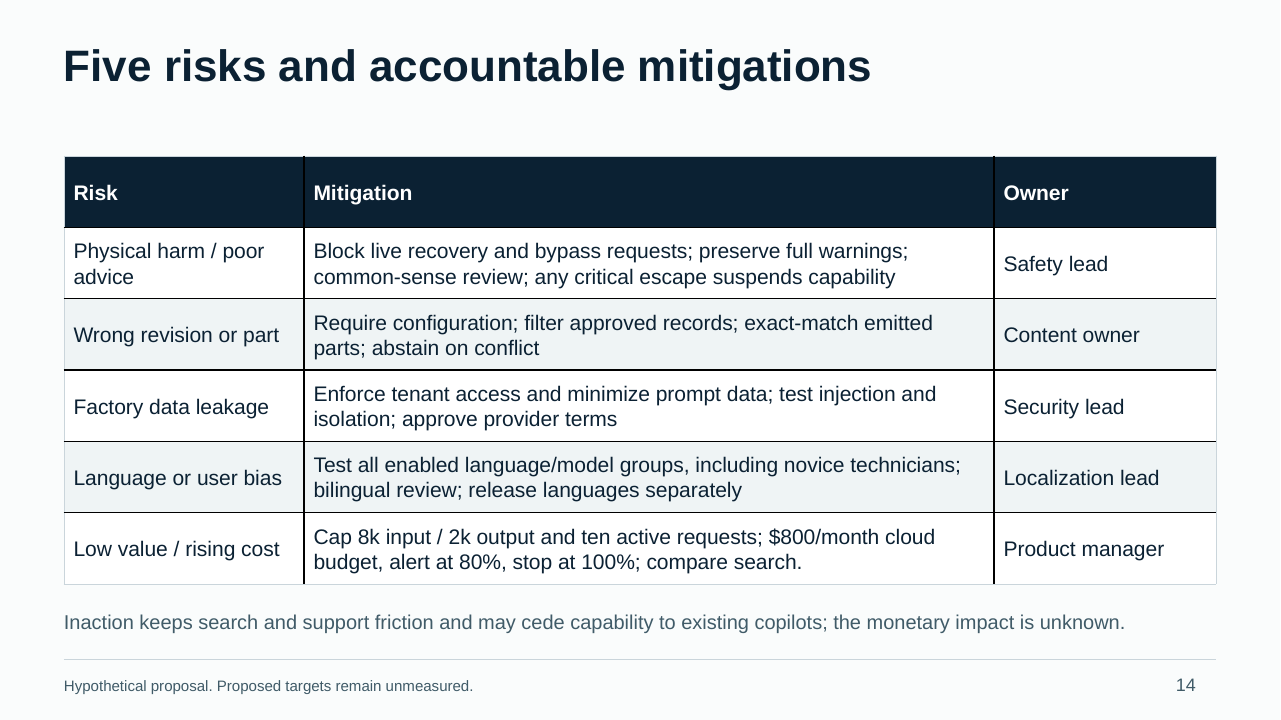 Five risks and accountable mitigations
Risk
Mitigation
Owner
Physical harm / poor
advice
Block live recovery and bypass requests; preserve full warnings;
common-sense review; any critical escape suspends capability
Safety lead
Wrong revision or part
Require configuration; filter approved records; exact-match emitted
parts; abstain on conflict
Content owner
Factory data leakage
Enforce tenant access and minimize prompt data; test injection and
isolation; approve provider terms
Security lead
Language or user bias
Test all enabled language/model groups, including novice technicians;
bilingual review; release languages separately
Localization lead
Low value / rising cost
Cap 8k input / 2k output and ten active requests; $800/month cloud
budget, alert at 80%, stop at 100%; compare search.
Product manager
Inaction keeps search and support friction and may cede capability to existing copilots; the monetary impact is unknown.
Hypothetical proposal. Proposed targets remain unmeasured.
14